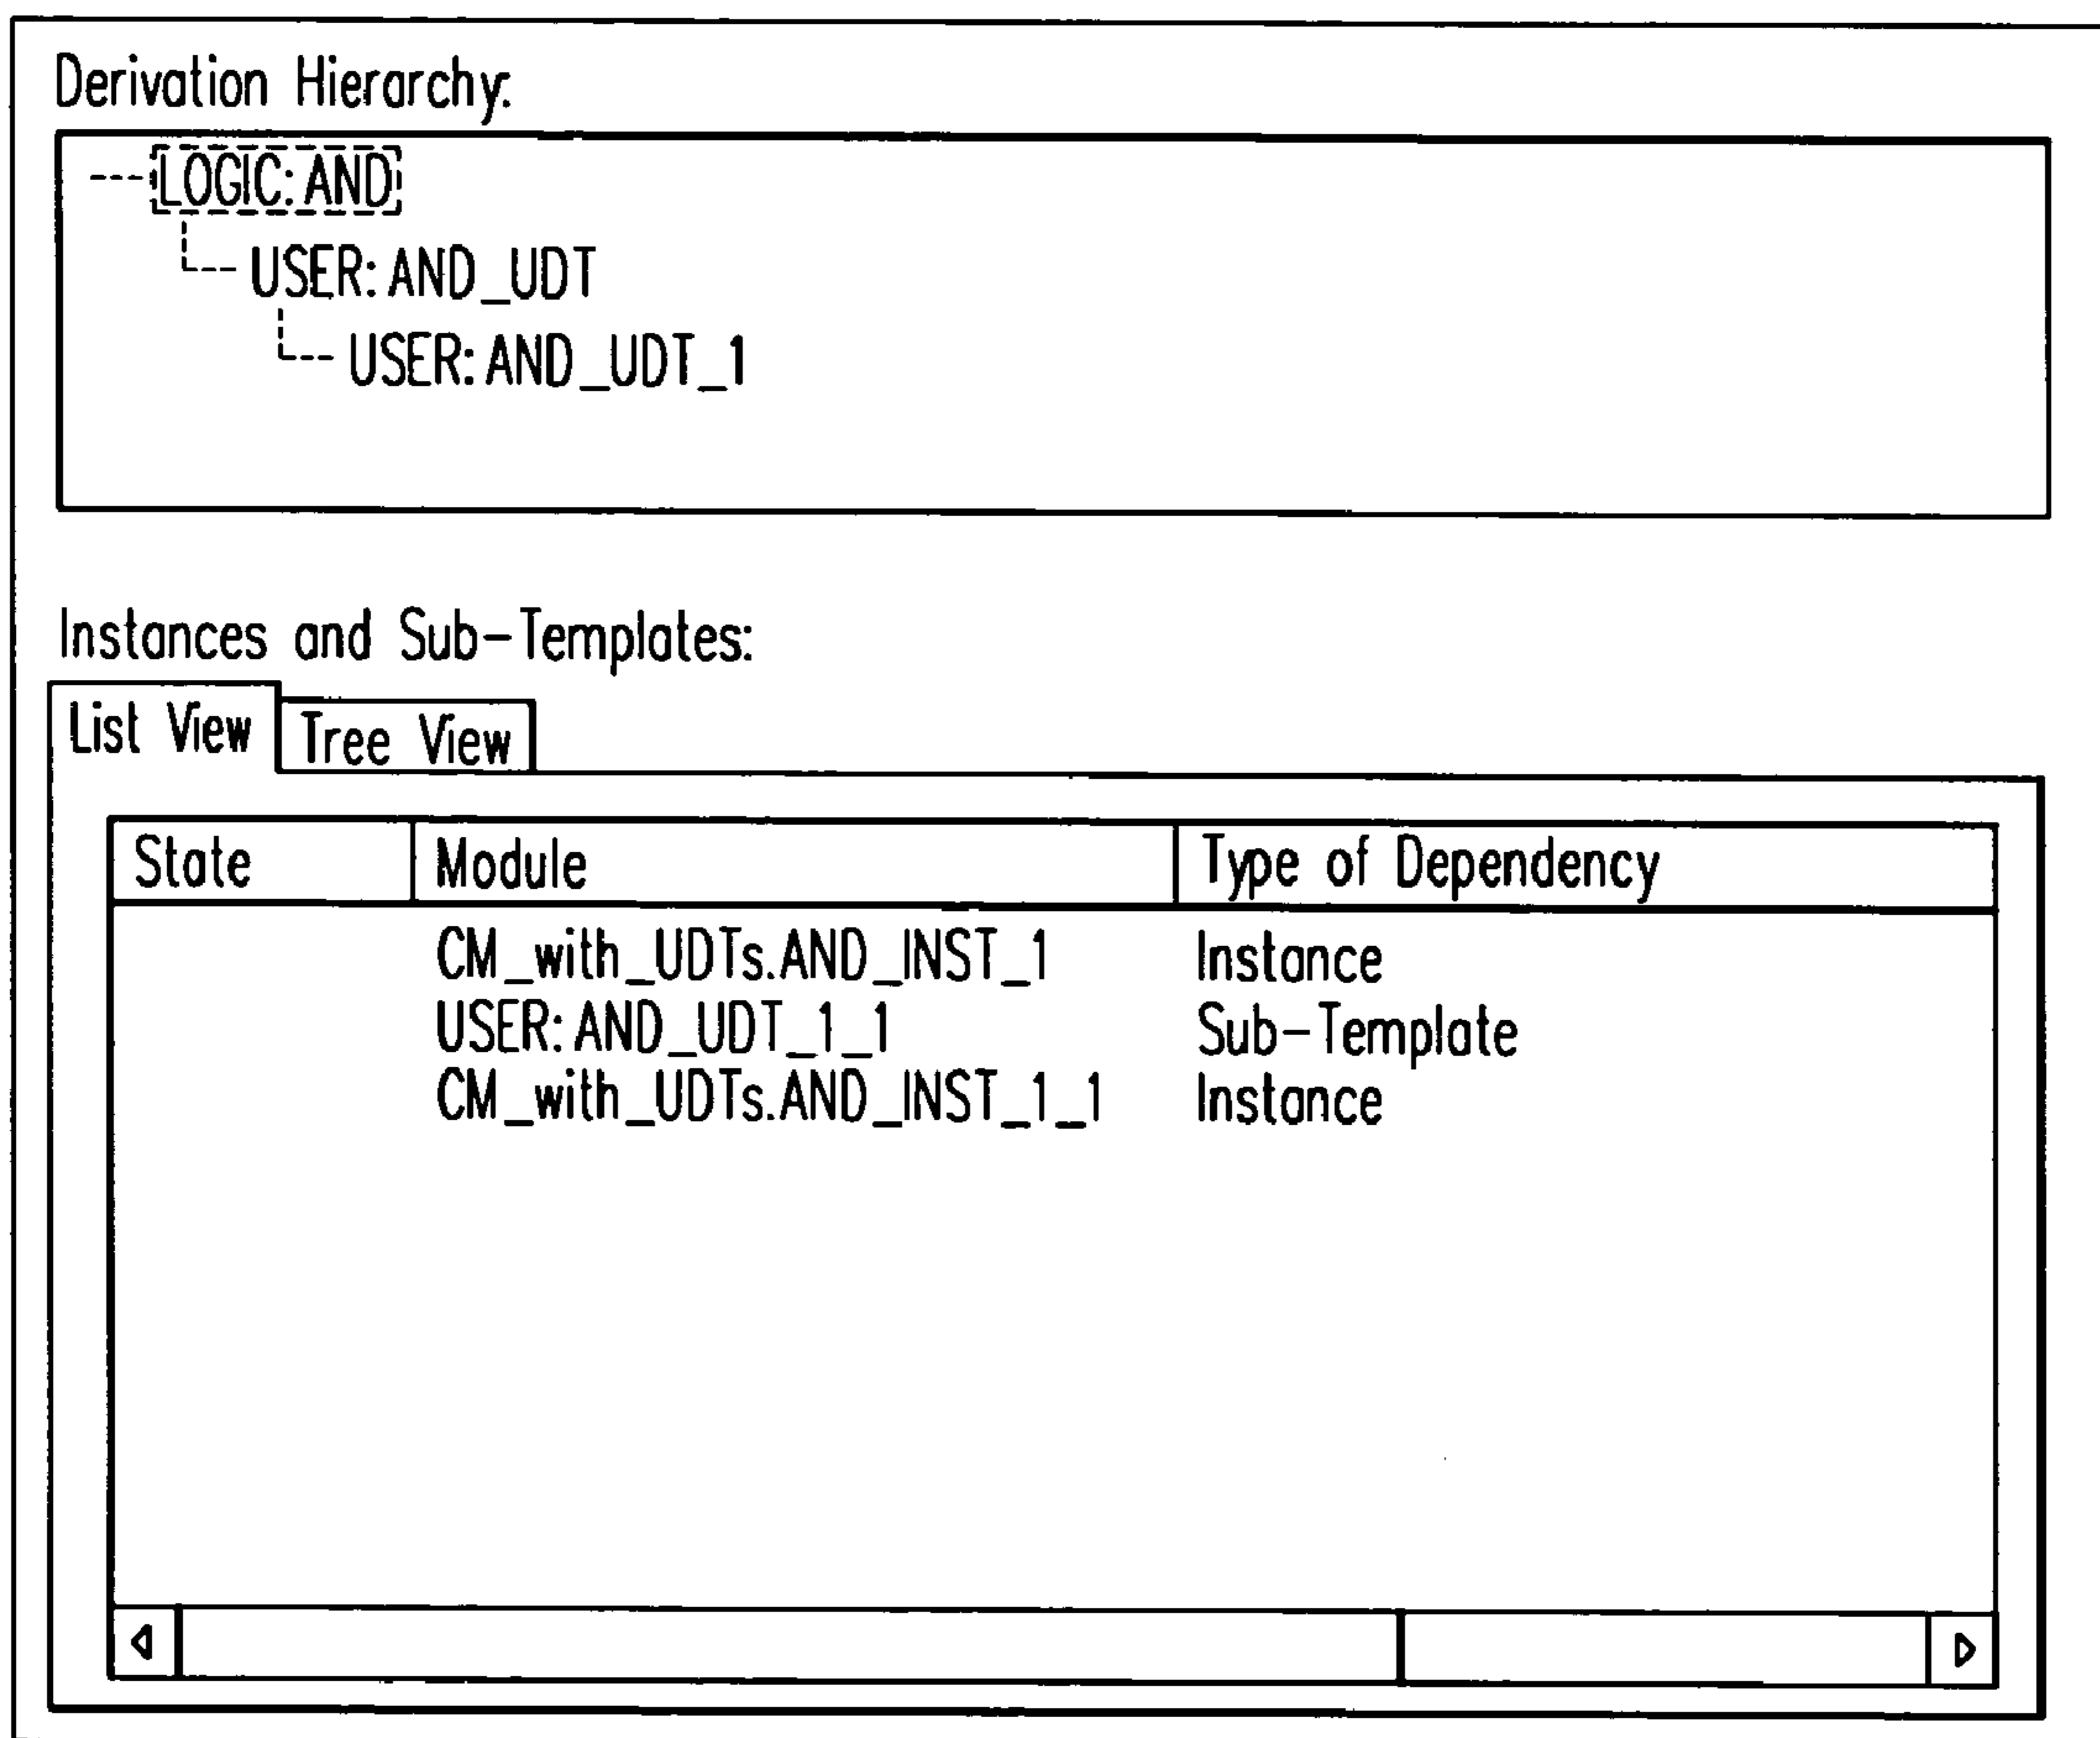 Derivation Hierarchy:
LOGIC: AND
USER: AND_UDT
USER: AND_UDT_1
Instances and Sub-Templates:
List View Tree View
State Module Type of Dependency
CM_with_UDTs.AND_INST_1 Instance
USER: AND_UDT_1_1 Sub-Template
CM_with_UDTs.AND_INST_1_1 Instance